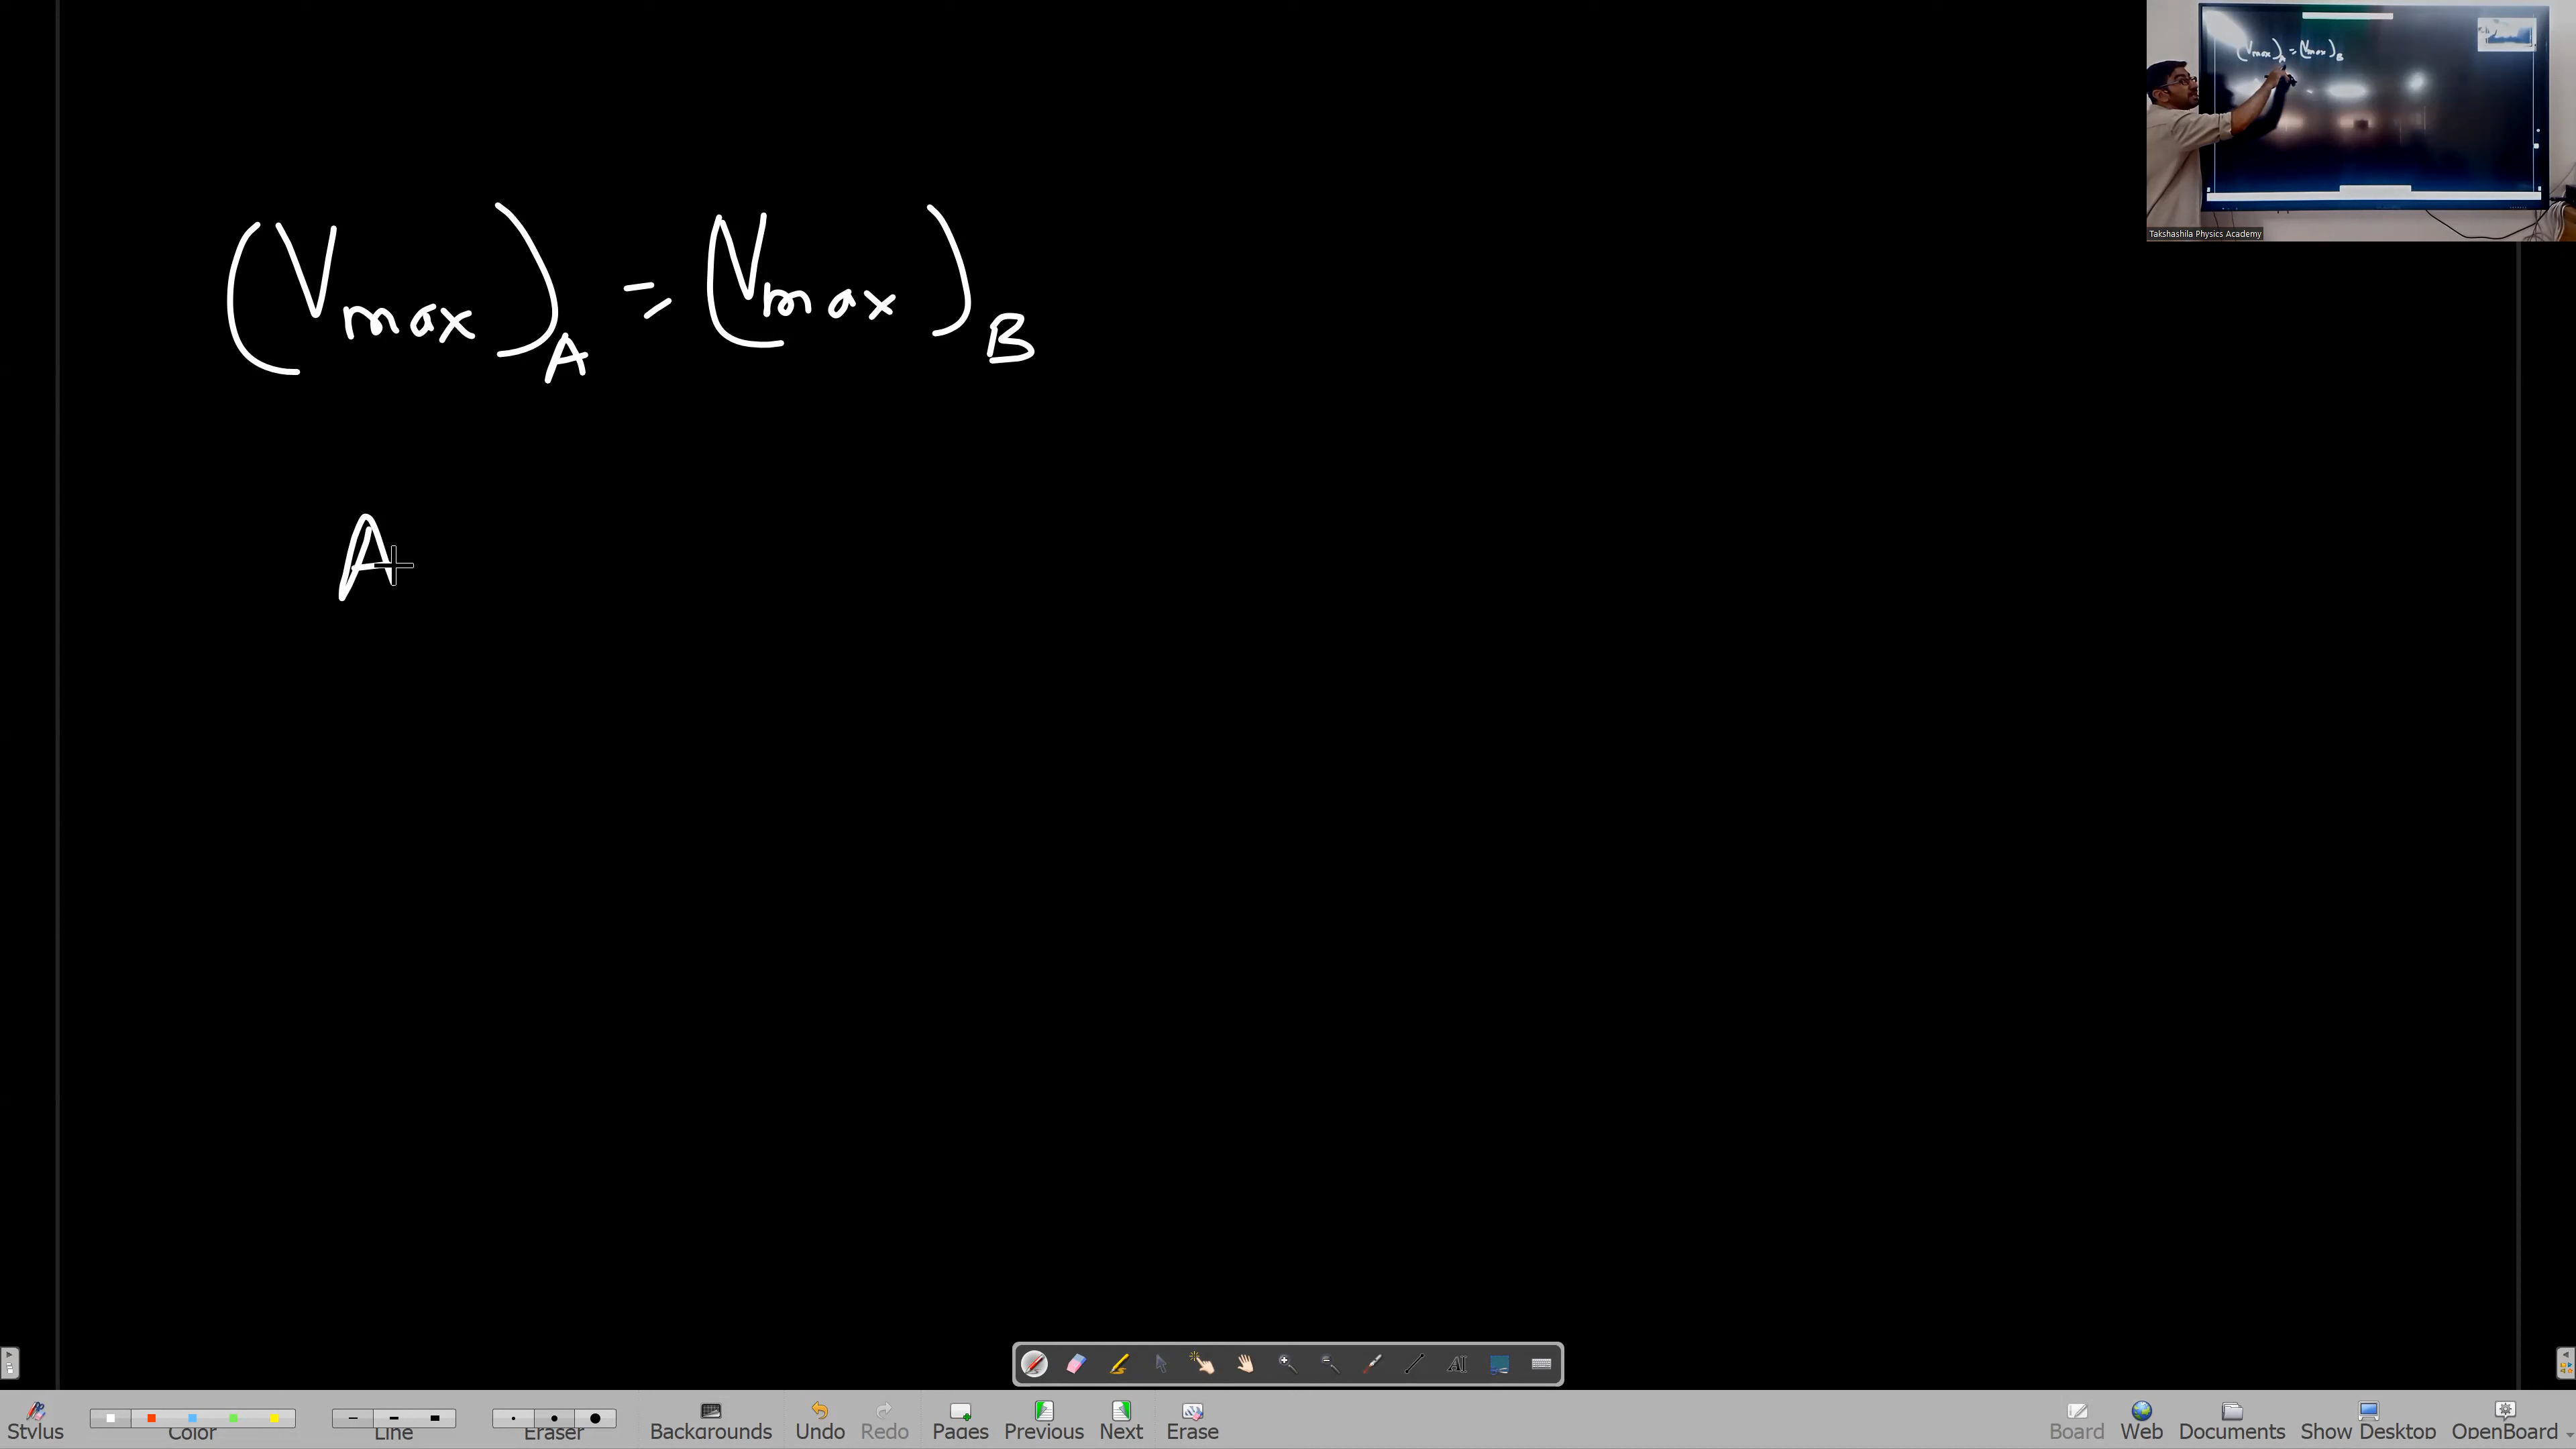 Takshashila Physics Academy
(Vmax)A = (Vmax)B
A
Stylus Color Line Eraser Backgrounds Undo Redo Pages Previous Next Erase Board Web Documents Show Desktop OpenBoard